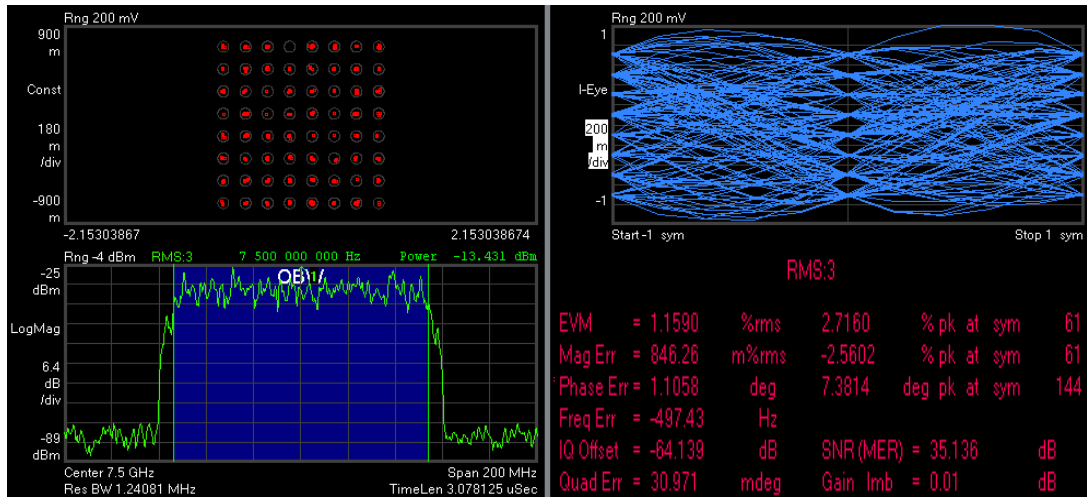 Rng 200 mV
900
m
Const
180
m
/div
-900
m
-2.15303867 2.153038674
Rng 200 mV
1
I-Eye
200
m
/div
-1
Start -1 sym Stop 1 sym
Rng -4 dBm RMS:3 7 500 000 000 Hz Power -13.431 dBm
-25
dBm
LogMag
6.4
dB
/div
-89
dBm
Center 7.5 GHz Span 200 MHz
Res BW 1.24081 MHz TimeLen 3.078125 uSec
RMS:3
EVM = 1.1590 %rms 2.7160 % pk at sym 61
Mag Err = 846.26 m%rms -2.5602 % pk at sym 61
Phase Err = 1.1058 deg 7.3814 deg pk at sym 144
Freq Err = -497.43 Hz
IQ Offset = -64.139 dB SNR (MER) = 35.136 dB
Quad Err = 30.971 mdeg Gain Imb = 0.01 dB